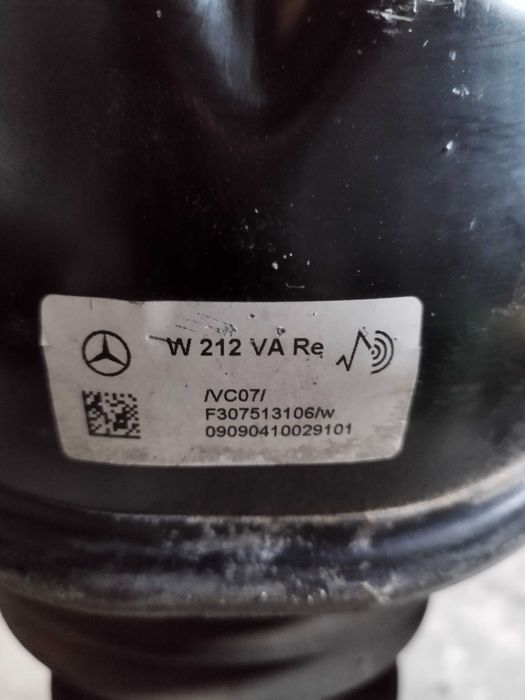 W 212 VA Re
/VC07/
F307513106/w
09090410029101